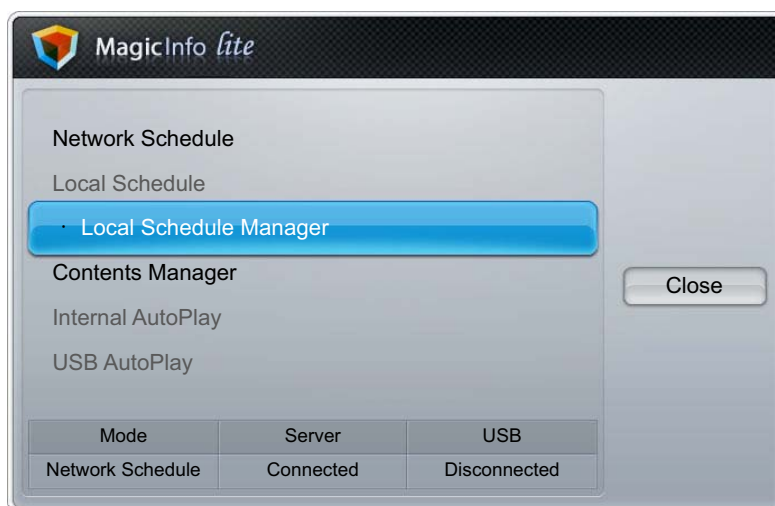 MagicInfo lite
Network Schedule
Local Schedule
· Local Schedule Manager
Contents Manager
Close
Internal AutoPlay
USB AutoPlay
Mode Server USB
Network Schedule Connected Disconnected